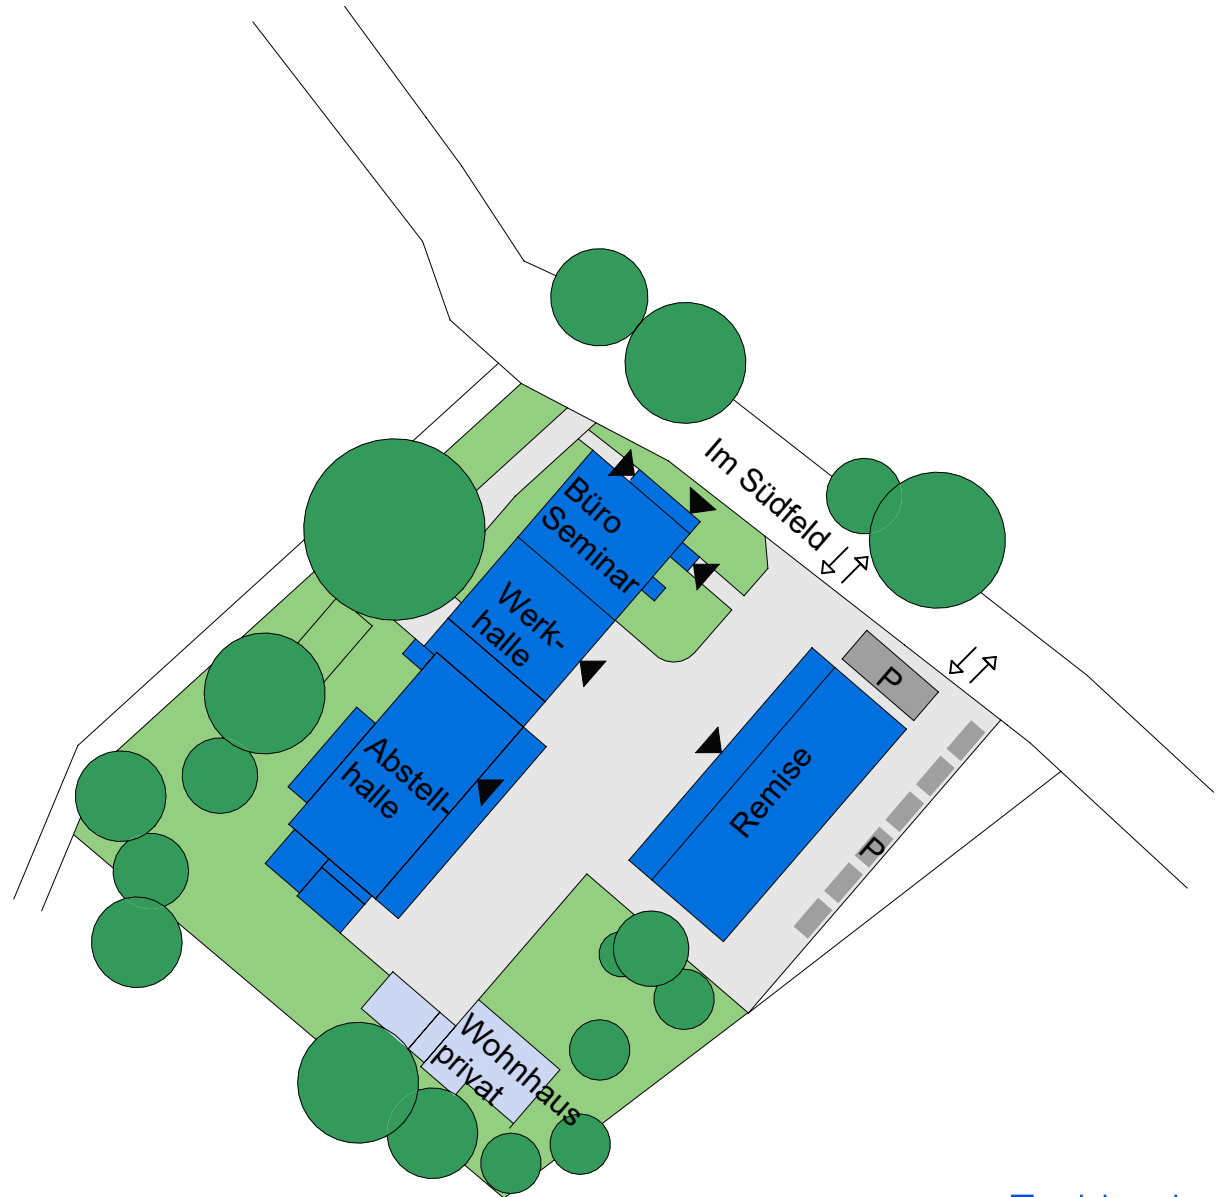 Im Südfeld
Büro
Seminar
Werk-
halle
Abstell-
halle
Remise
P
P
Wohnhaus
privat